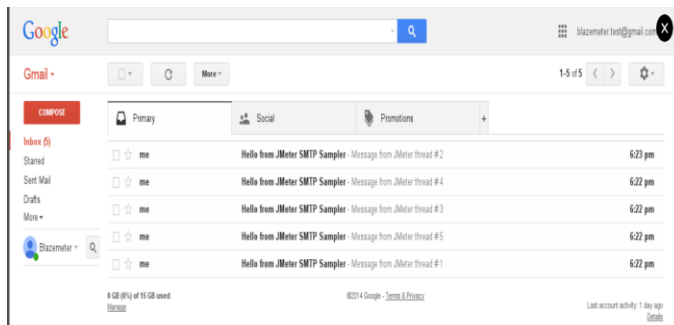 Google
blazemeter.test@gmail.com X
Gmail
More
1-5 of 5
COMPOSE
Primary
Social
Promotions
+
Inbox (5)
Starred
Sent Mail
Drafts
More
Blazemeter
me Hello from JMeter SMTP Sampler - Message from JMeter thread # 2 6:23 pm
me Hello from JMeter SMTP Sampler - Message from JMeter thread # 4 6:22 pm
me Hello from JMeter SMTP Sampler - Message from JMeter thread # 3 6:22 pm
me Hello from JMeter SMTP Sampler - Message from JMeter thread # 5 6:22 pm
me Hello from JMeter SMTP Sampler - Message from JMeter thread # 1 6:22 pm
0 GB (0%) of 15 GB used
Manage
©2014 Google - Terms & Privacy
Last account activity: 1 day ago
Details